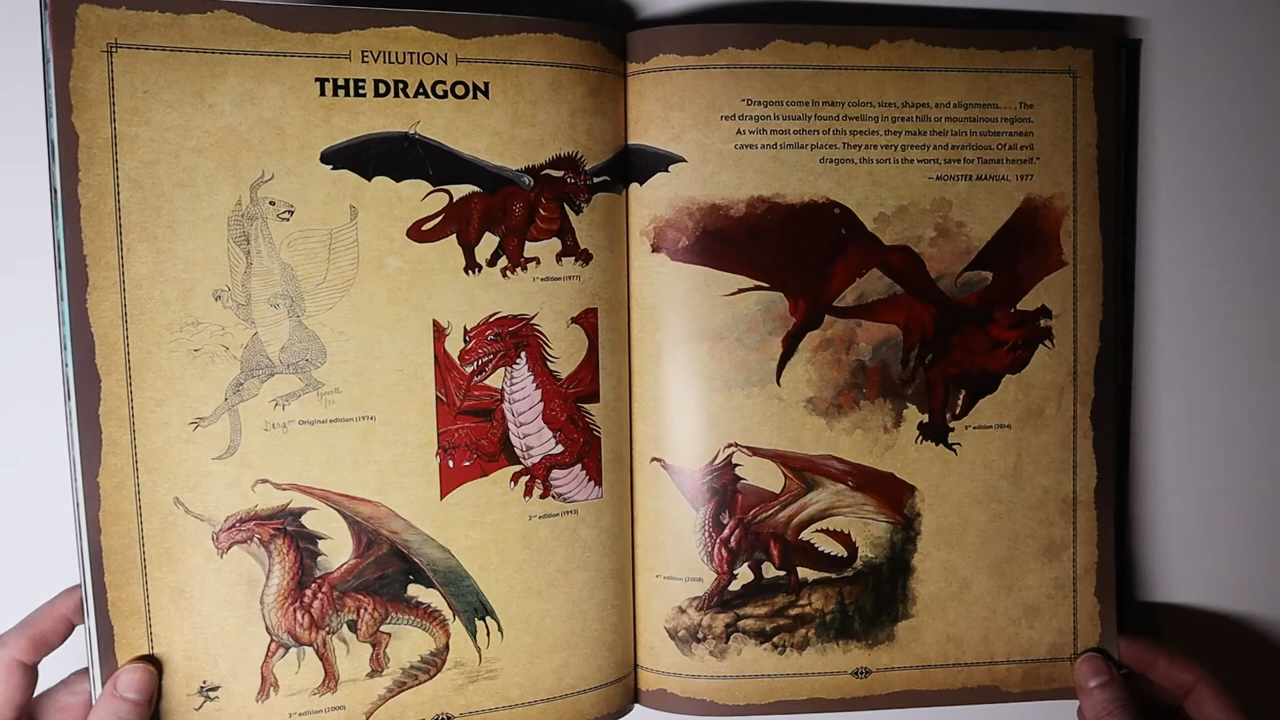 EVILUTION
THE DRAGON
1st edition (1977)
Dragon Original edition (1974)
2nd edition (1993)
3rd edition (2000)
"Dragons come in many colors, sizes, shapes, and alignments. . . . The
red dragon is usually found dwelling in great hills or mountainous regions.
As with most others of this species, they make their lairs in subterranean
caves and similar places. They are very greedy and avaricious. Of all evil
dragons, this sort is the worst, save for Tiamat herself."
—MONSTER MANUAL, 1977
5th edition (2014)
4th edition (2008)